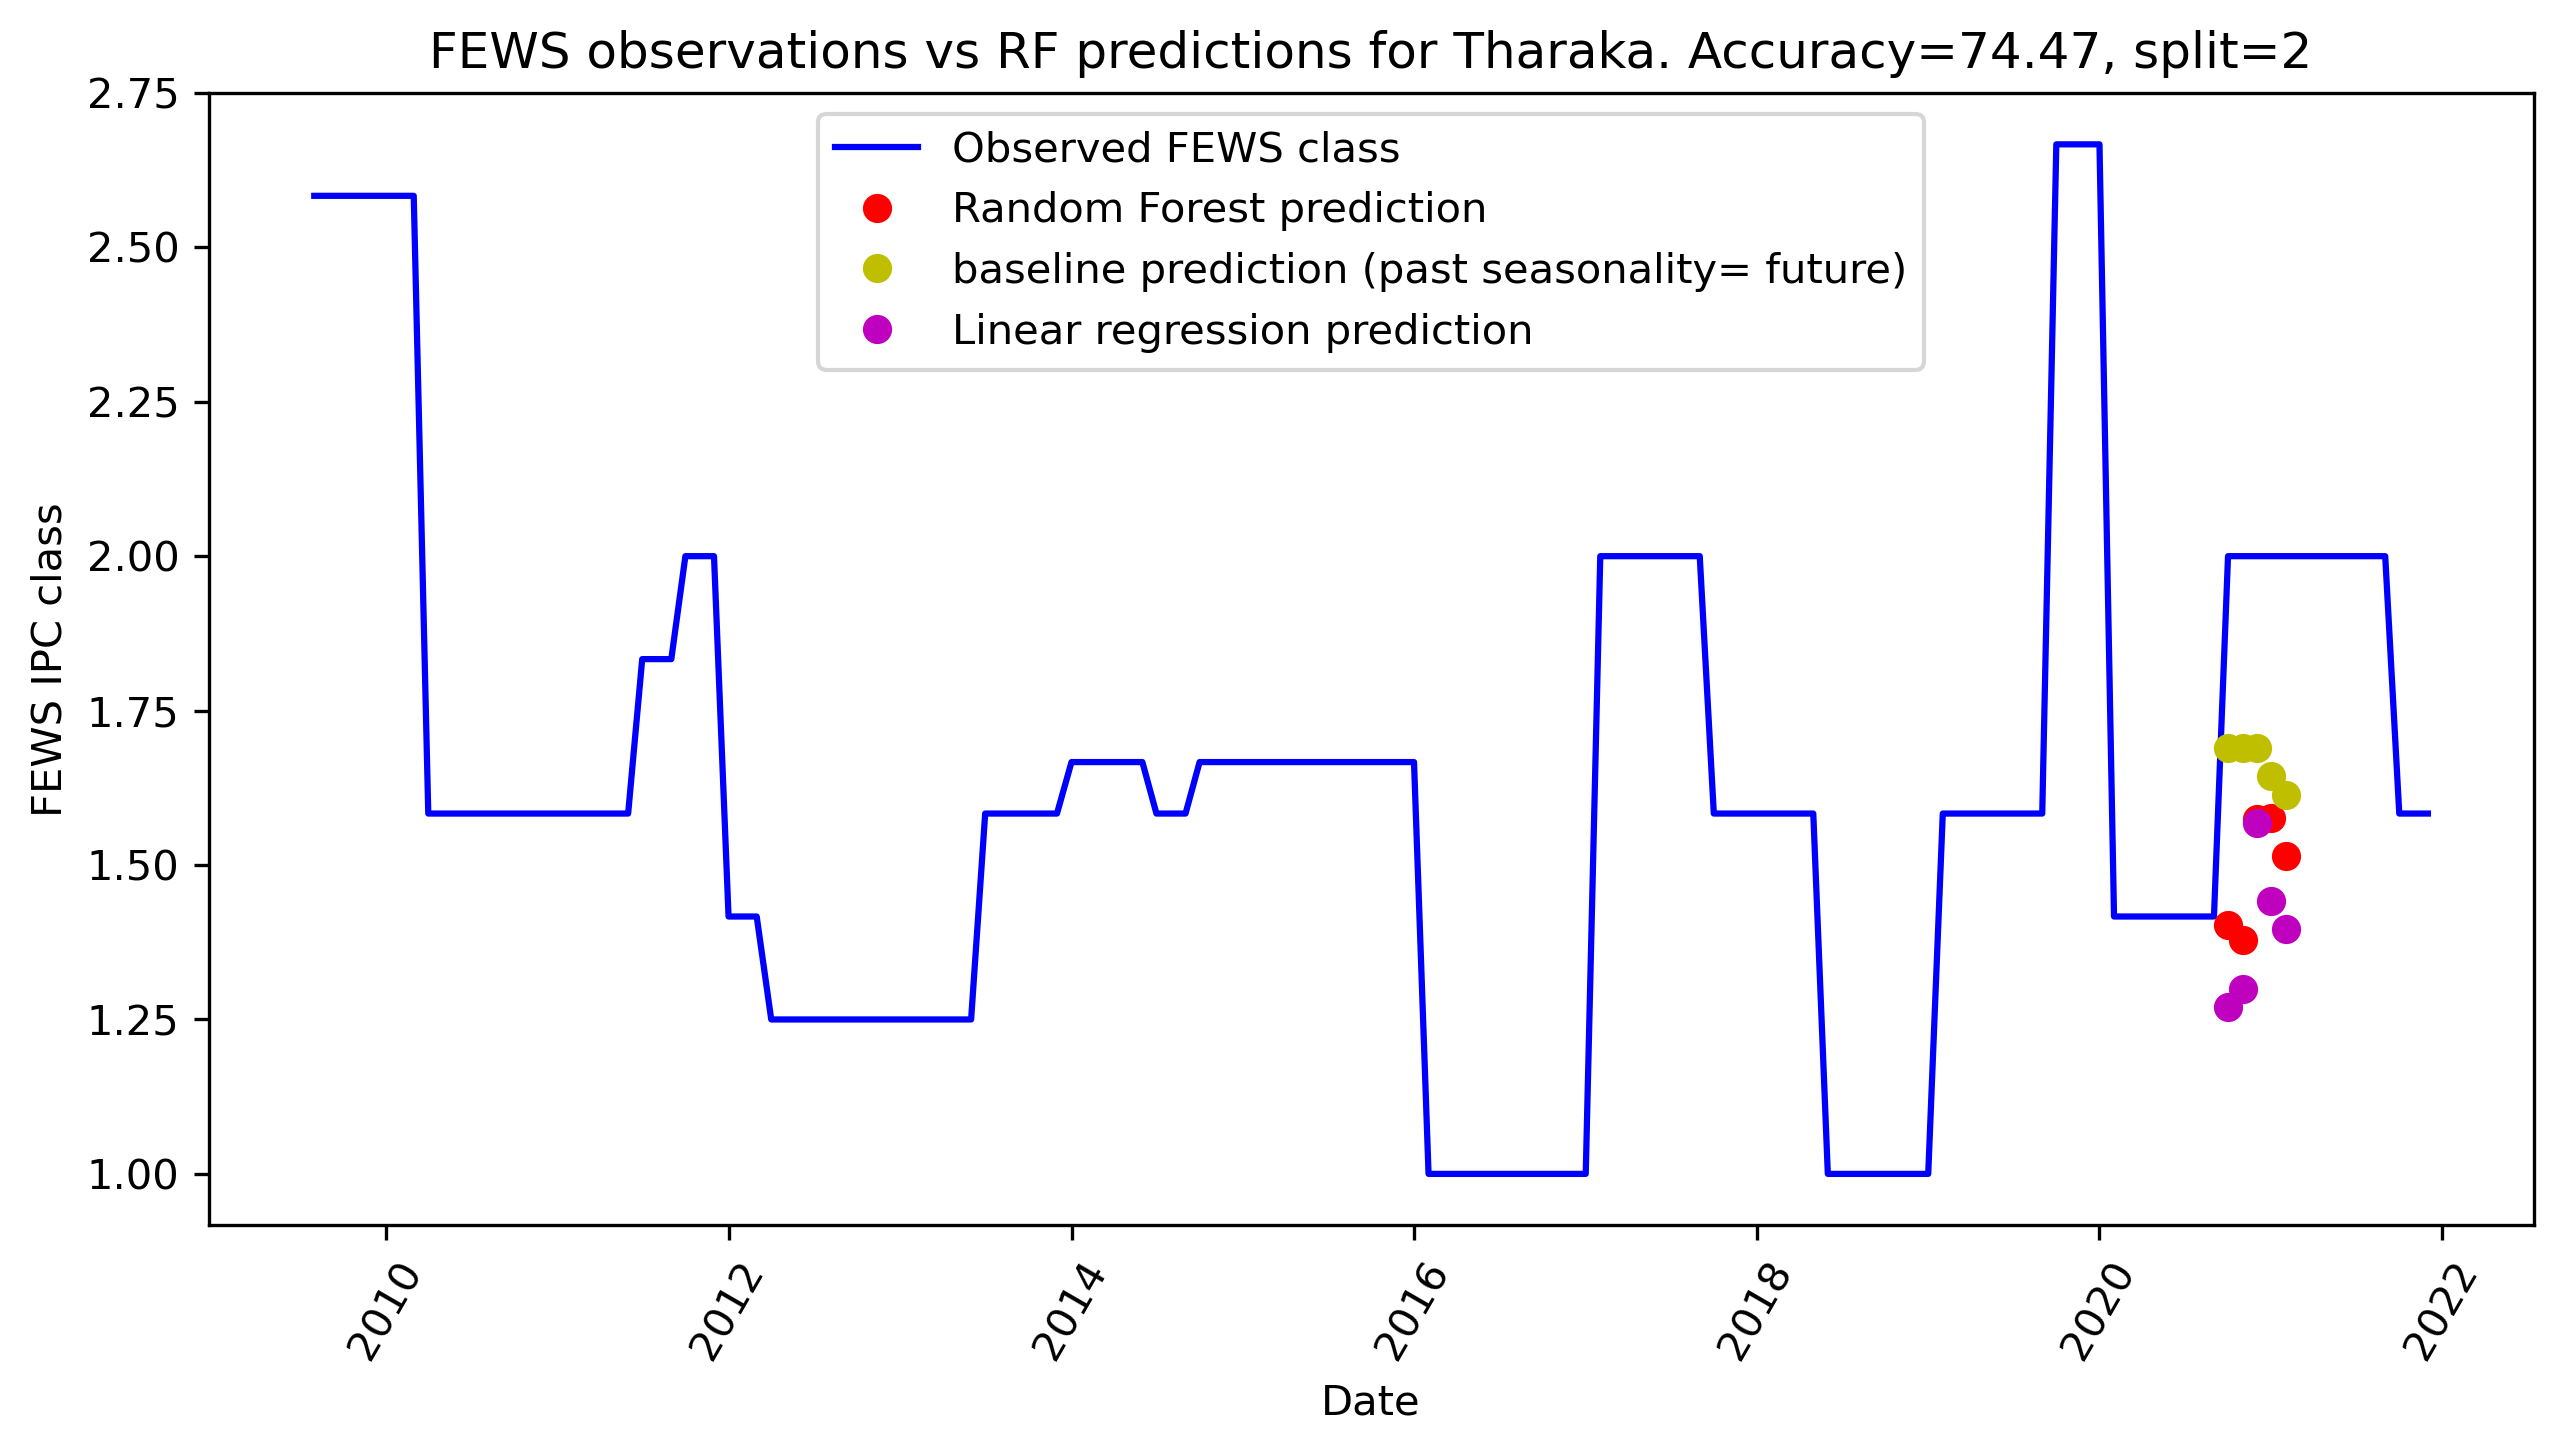 FEWS observations vs RF predictions for Tharaka. Accuracy=74.47, split=2
2.75
2.50
2.25
2.00
1.75
1.50
1.25
1.00
FEWS IPC class
Observed FEWS class
Random Forest prediction
baseline prediction (past seasonality= future)
Linear regression prediction
2010
2012
2014
2016
2018
2020
2022
Date